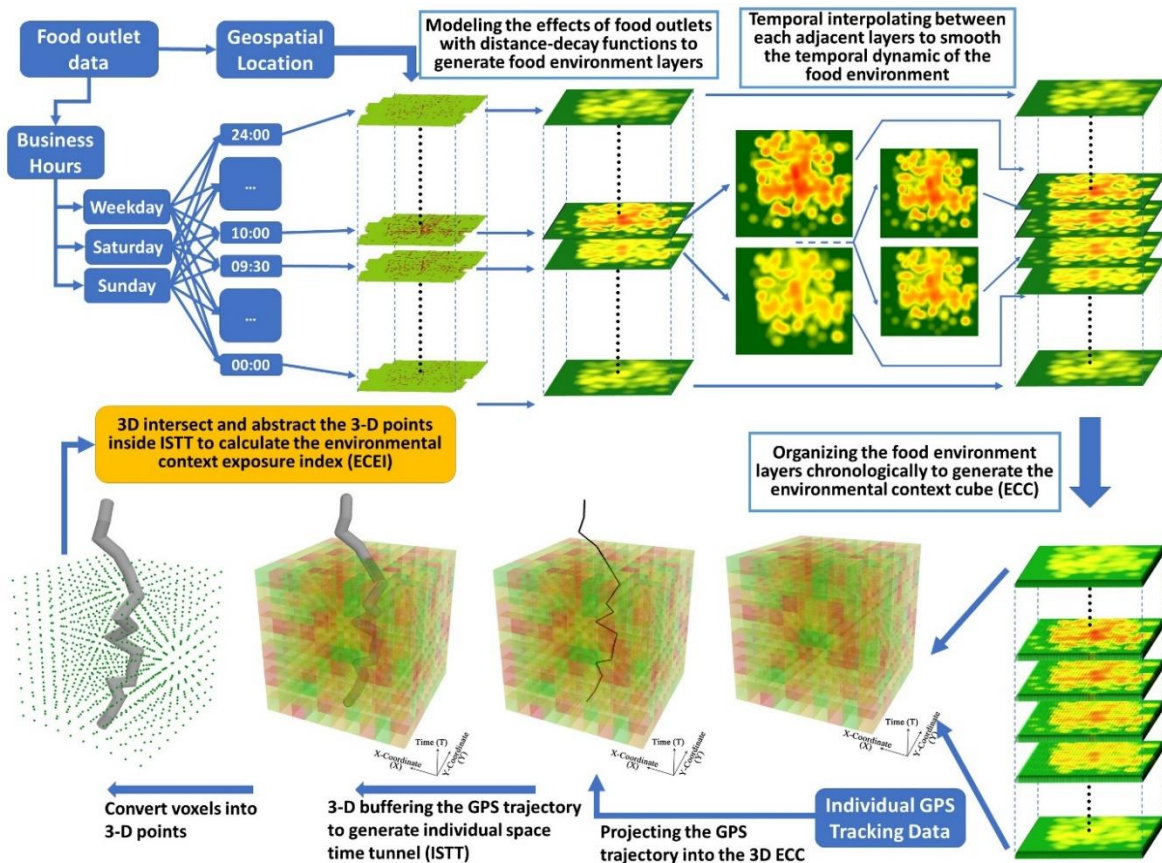 Food outlet
data
Geospatial
Location
Modeling the effects of food outlets
with distance-decay functions to
generate food environment layers
Temporal interpolating between
each adjacent layers to smooth
the temporal dynamic of the
food environment
Business
Hours
Weekday
Saturday
Sunday
24:00
...
10:00
09:30
...
00:00
3D intersect and abstract the 3-D points
inside ISTT to calculate the environmental
context exposure index (ECEI)
Organizing the food environment
layers chronologically to generate the
environmental context cube (ECC)
Time (T)
X-Coordinate
(X)
Y-Coordinate
(Y)
Time (T)
X-Coordinate
(X)
Y-Coordinate
(Y)
Time (T)
X-Coordinate
(X)
Y-Coordinate
(Y)
Convert voxels into
3-D points
3-D buffering the GPS trajectory
to generate individual space
time tunnel (ISTT)
Projecting the GPS
trajectory into the 3D ECC
Individual GPS
Tracking Data